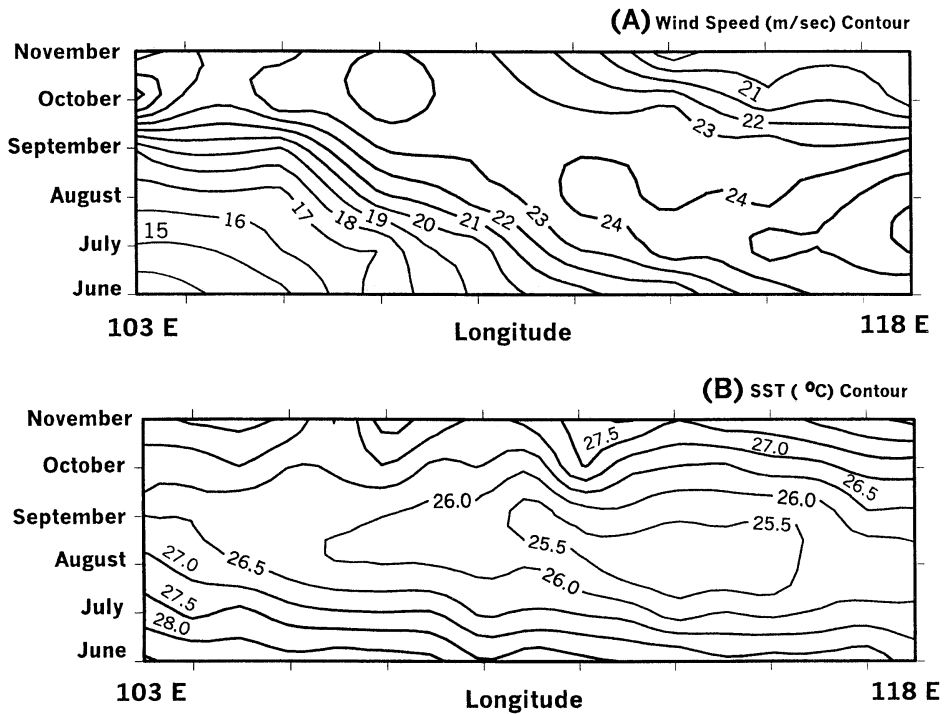 (A) Wind Speed (m/sec) Contour
November
October
September
August
July
June
21
22
23
24
24
23
22
21
20
19
18
17
16
15
103 E
Longitude
118 E
(B) SST ( °C) Contour
November
October
September
August
July
June
27.5
27.0
26.5
26.0
26.0
25.5
25.5
26.0
26.5
27.0
27.5
28.0
103 E
Longitude
118 E